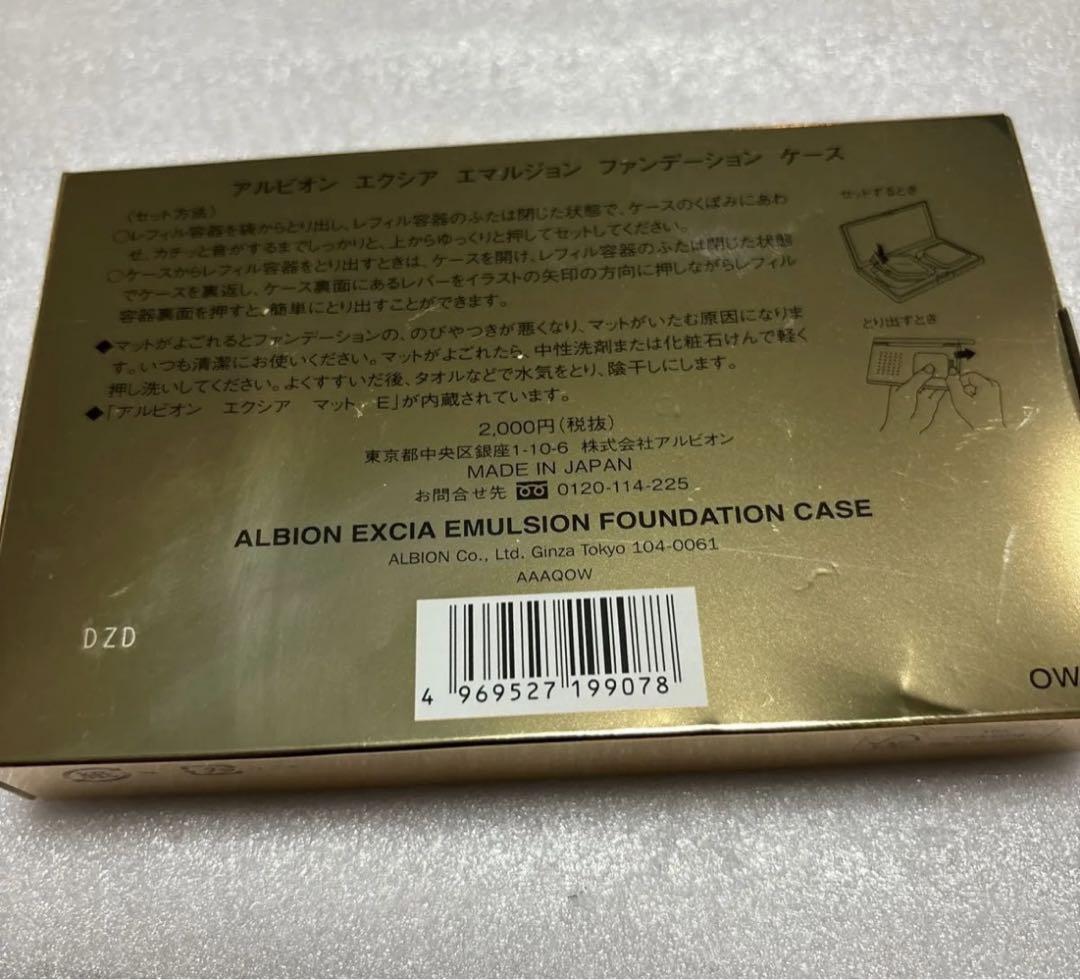 アルビオン エクシア エマルジョン ファンデーション ケース
〈セット方法〉
○レフィル容器を袋からとり出し、レフィル容器のふたは閉じた状態で、ケースのくぼみにあわ
せ、カチッと音がするまでしっかりと、上からゆっくりと押してセットしてください。
○ケースからレフィル容器をとり出すときは、ケースを開け、レフィル容器のふたは閉じた状態
でケースを裏返し、ケース裏面にあるレバーをイラストの矢印の方向に押しながらレフィル
容器裏面を押すと、簡単にとり出すことができます。
◆マットがよごれるとファンデーションの、のびやつきが悪くなり、マットがいたむ原因になりま
す。いつも清潔にお使いください。マットがよごれたら、中性洗剤または化粧石けんで軽く
押し洗いしてください。よくすすいだ後、タオルなどで水気をとり、陰干しにします。
◆「アルビオン エクシア マット E」が内蔵されています。
セットするとき
とり出すとき
2,000円(税抜)
東京都中央区銀座1-10-6 株式会社アルビオン
MADE IN JAPAN
お問合せ先 0120-114-225
ALBION EXCIA EMULSION FOUNDATION CASE
ALBION Co., Ltd. Ginza Tokyo 104-0061
AAAQOW
DZD
4 969527 199078
OW